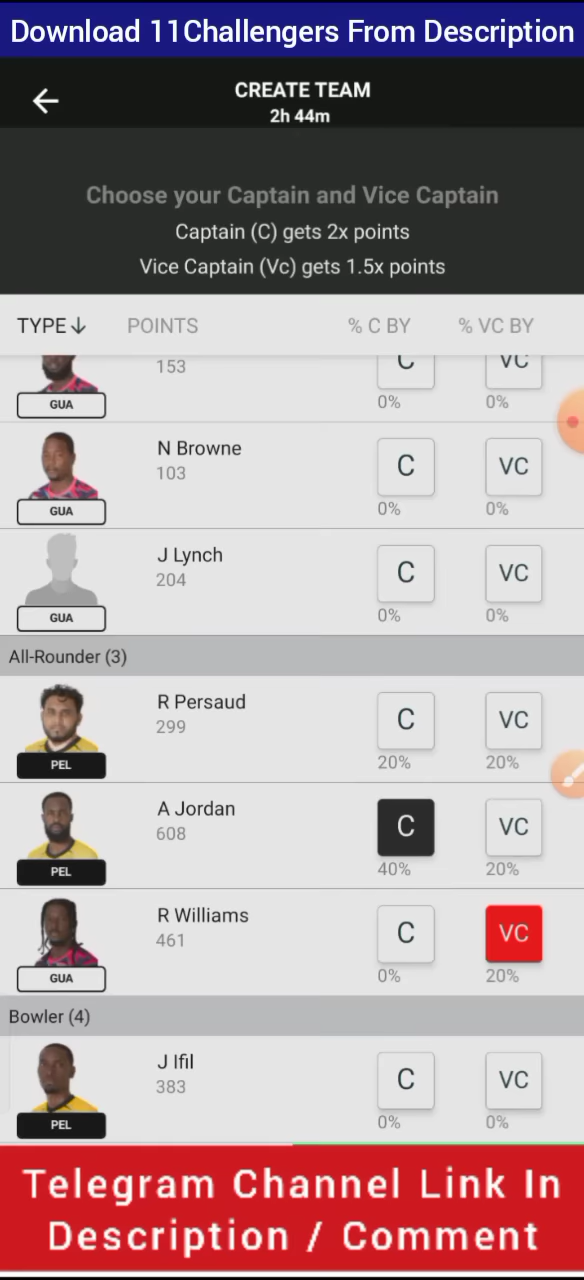 Download 11Challengers From Description
CREATE TEAM
2h 44m
Choose your Captain and Vice Captain
Captain (C) gets 2x points
Vice Captain (Vc) gets 1.5x points
TYPE↓ POINTS % C BY % VC BY
153 C VC
GUA 0% 0%
N Browne
103 C VC
GUA 0% 0%
J Lynch
204 C VC
GUA 0% 0%
All-Rounder (3)
R Persaud
299 C VC
PEL 20% 20%
A Jordan
608 C VC
PEL 40% 20%
R Williams
461 C VC
GUA 0% 20%
Bowler (4)
J Ifil
383 C VC
PEL 0% 0%
Telegram Channel Link In
Description / Comment